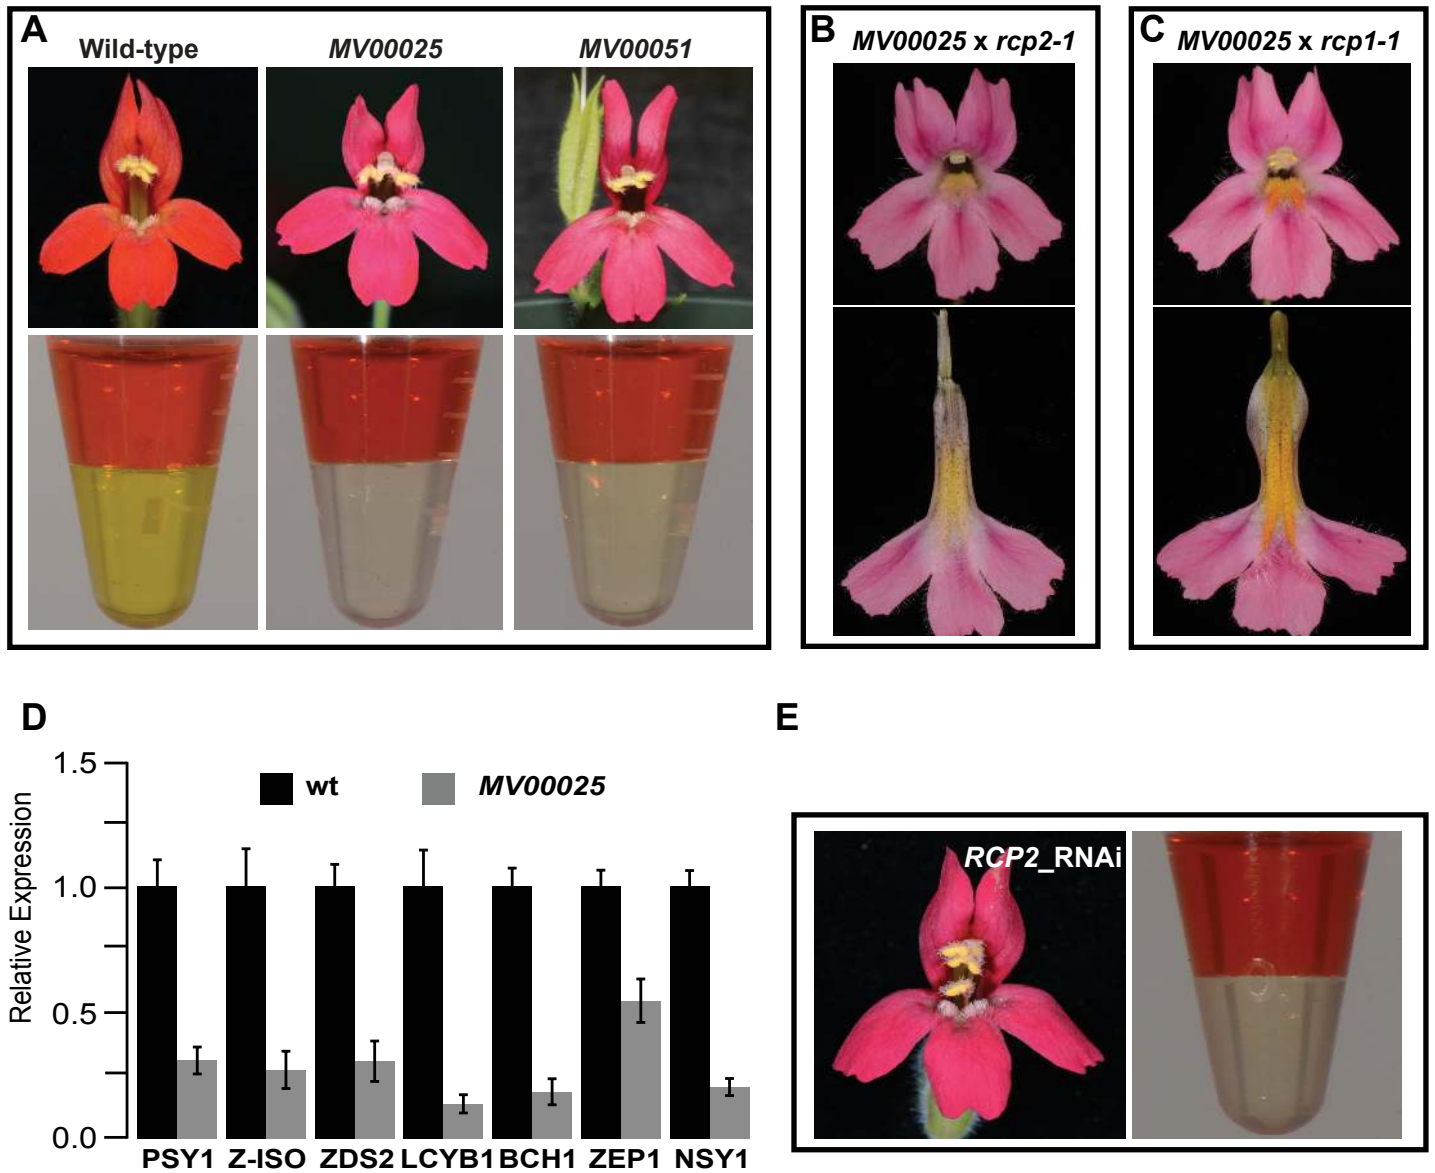 A
Wild-type MV00025 MV00051
B MV00025 x rcp2-1
C MV00025 x rcp1-1
D
wt MV00025
Relative Expression
1.5
1.0
0.5
0.0
PSY1 Z-ISO ZDS2 LCYB1 BCH1 ZEP1 NSY1
E
RCP2_RNAi